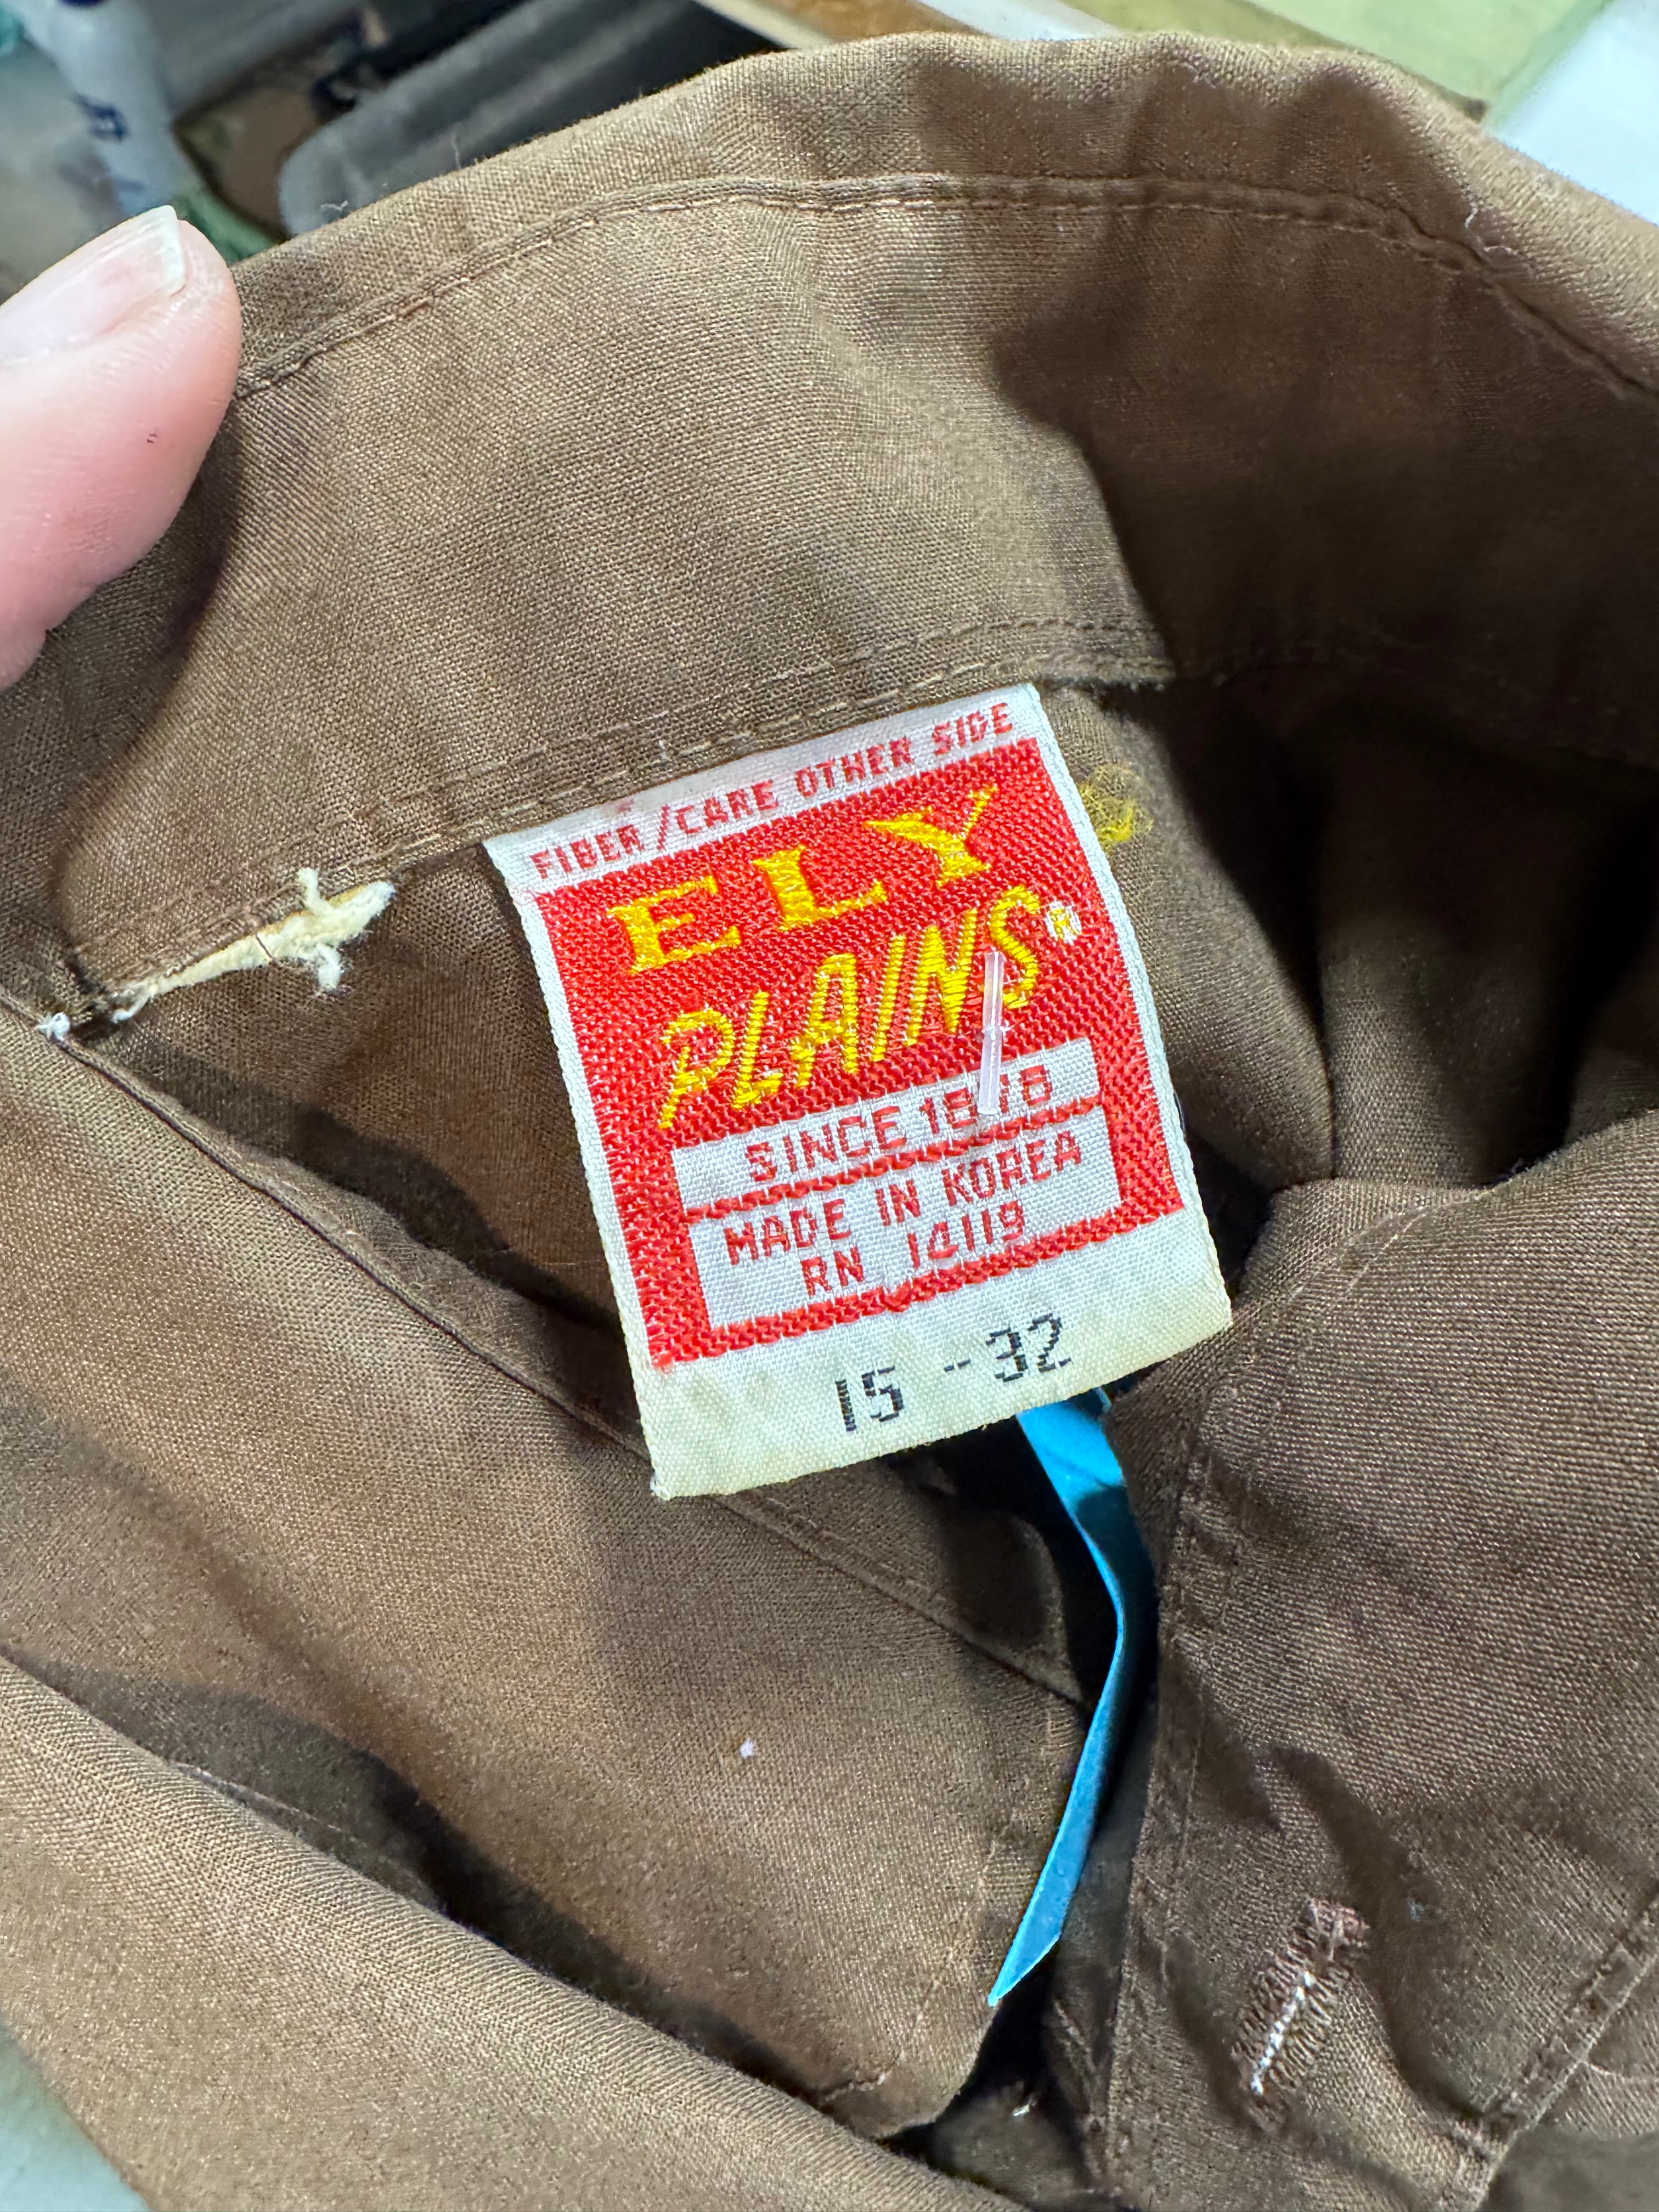 FIBER/CARE OTHER SIDE
ELY
PLAINS®
SINCE 1878
MADE IN KOREA
RN 14119
15 -32